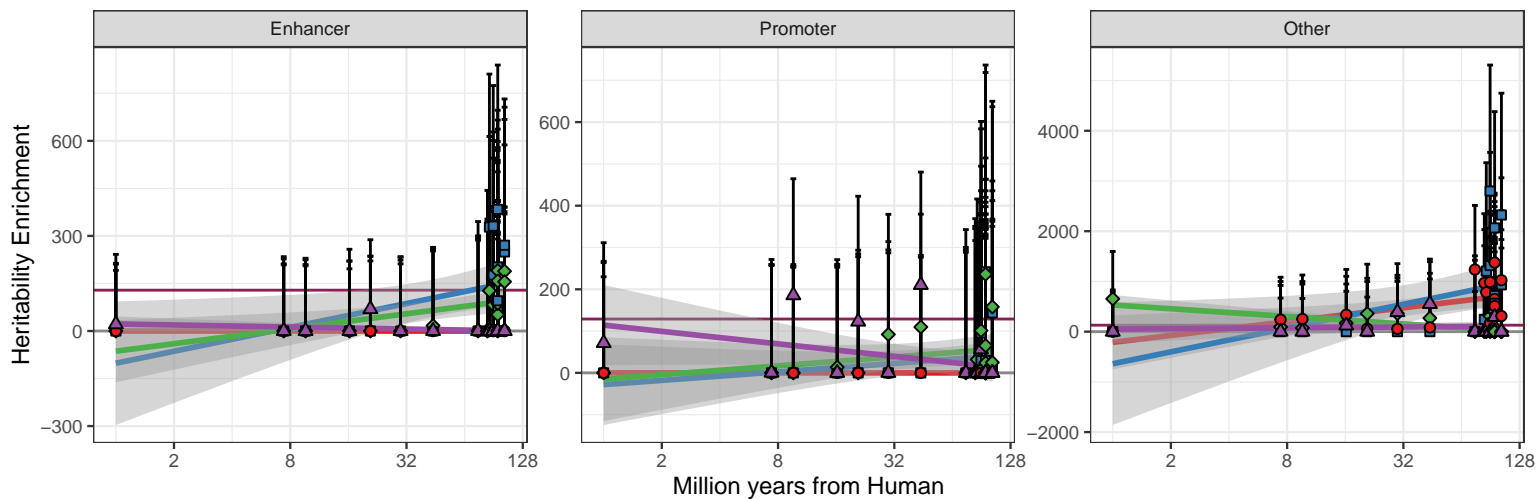 Enhancer
Promoter
Other
Heritability Enrichment
600
300
0
−300
600
400
200
0
4000
2000
0
−2000
2 8 32 128
2 8 32 128
2 8 32 128
Million years from Human